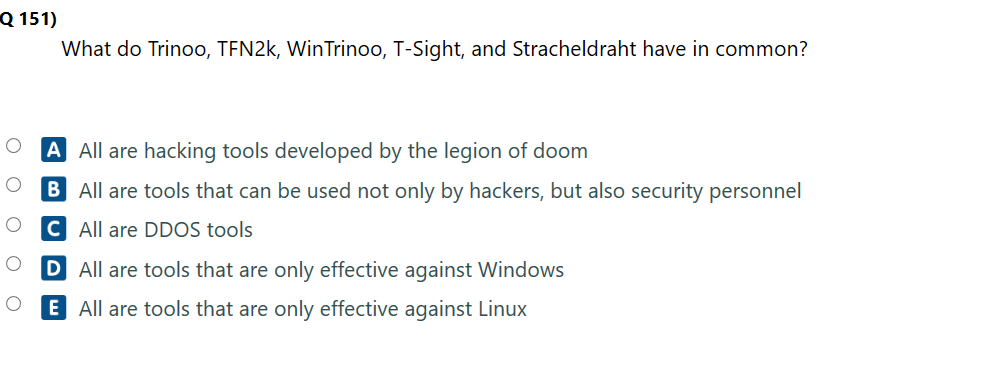 Q 151)
What do Trinoo, TFN2k, WinTrinoo, T-Sight, and Stracheldraht have in common?
A All are hacking tools developed by the legion of doom
B All are tools that can be used not only by hackers, but also security personnel
C All are DDOS tools
D All are tools that are only effective against Windows
E All are tools that are only effective against Linux